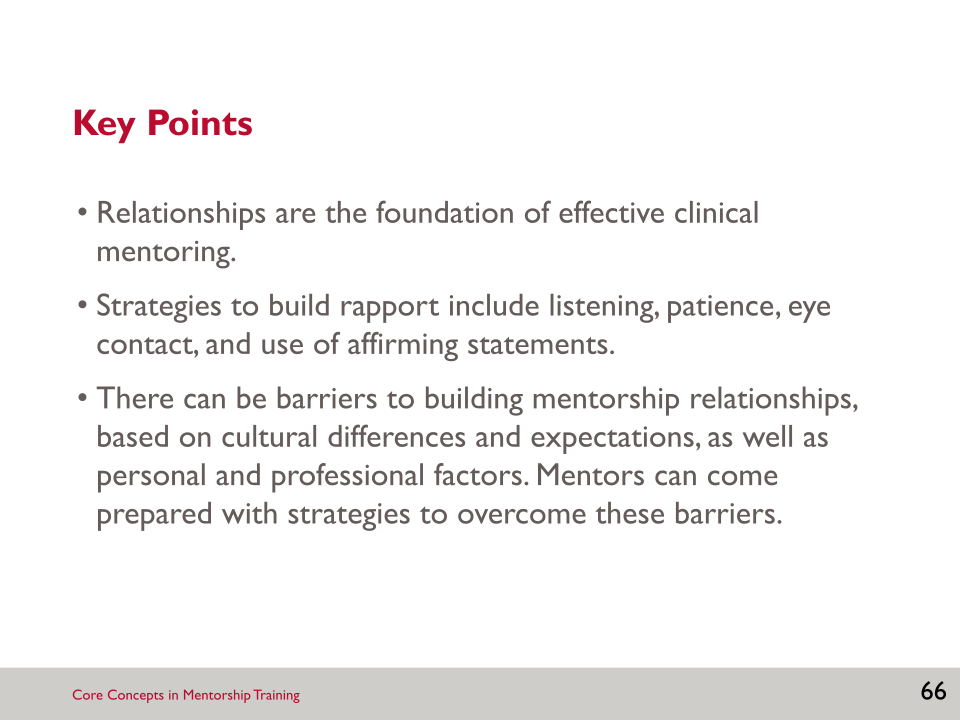 Key Points
• Relationships are the foundation of effective clinical
mentoring.
• Strategies to build rapport include listening, patience, eye
contact, and use of affirming statements.
• There can be barriers to building mentorship relationships,
based on cultural differences and expectations, as well as
personal and professional factors. Mentors can come
prepared with strategies to overcome these barriers.
Core Concepts in Mentorship Training
66